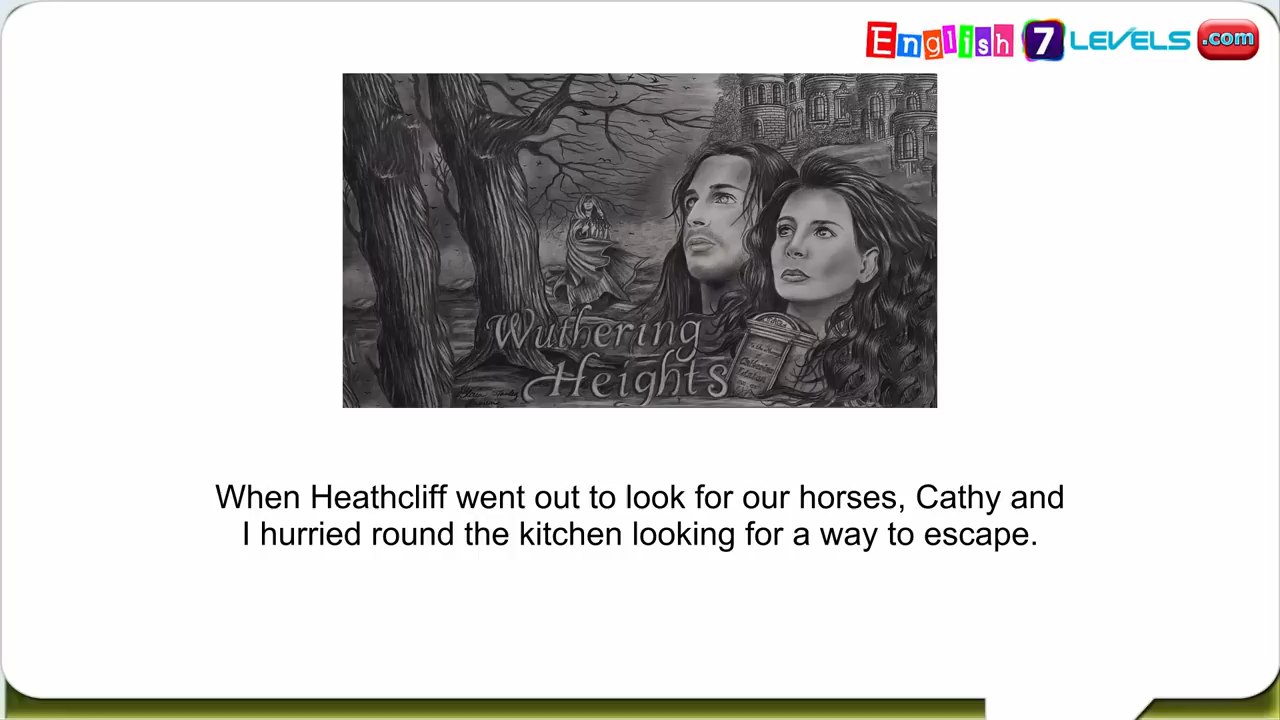 English 7 LEVELS .com
Wuthering
Heights
When Heathcliff went out to look for our horses, Cathy and
I hurried round the kitchen looking for a way to escape.